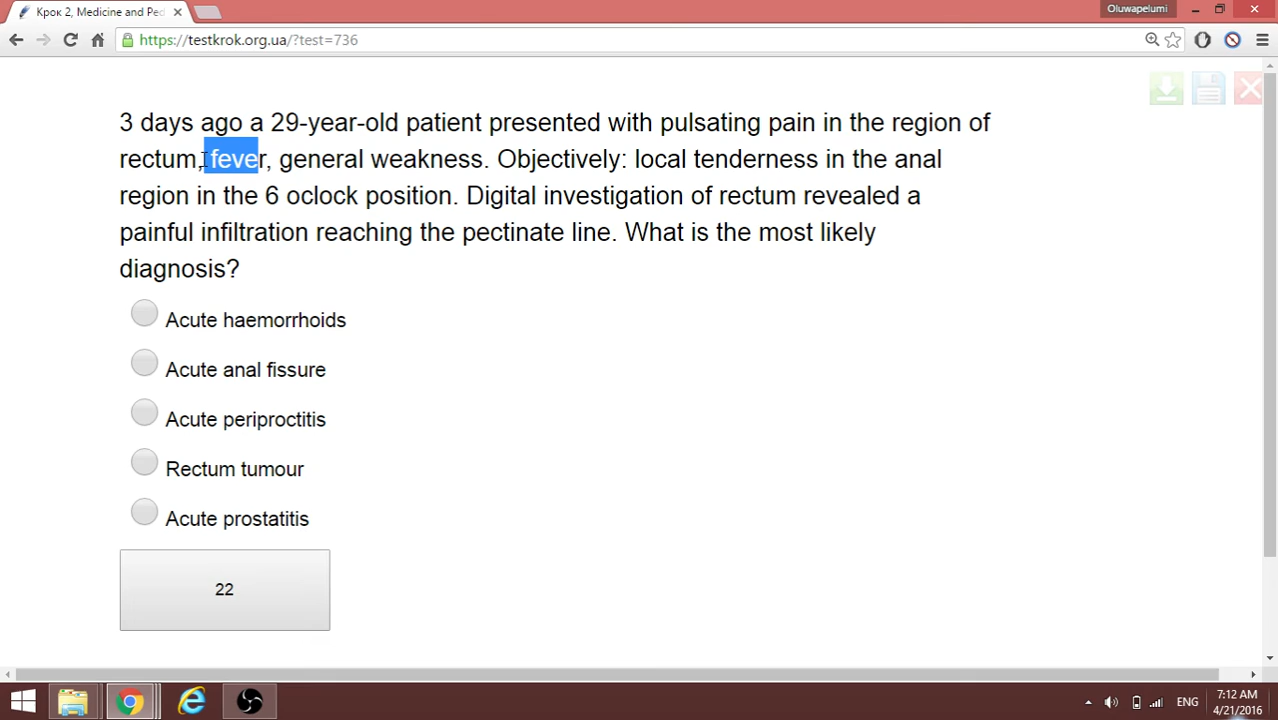 Крок 2, Medicine and Ped
Oluwapelumi
https://testkrok.org.ua/?test=736
3 days ago a 29-year-old patient presented with pulsating pain in the region of
rectum, fever, general weakness. Objectively: local tenderness in the anal
region in the 6 oclock position. Digital investigation of rectum revealed a
painful infiltration reaching the pectinate line. What is the most likely
diagnosis?
Acute haemorrhoids
Acute anal fissure
Acute periproctitis
Rectum tumour
Acute prostatitis
22
ENG
7:12 AM
4/21/2016